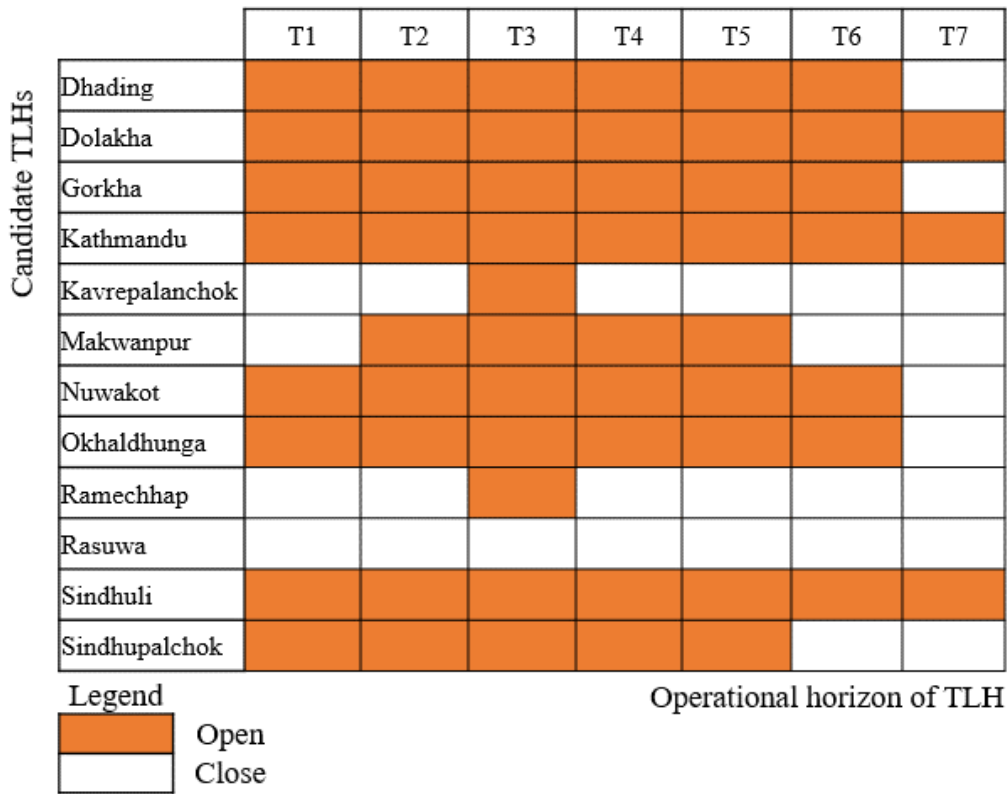 T1 T2 T3 T4 T5 T6 T7
Candidate TLHs
Dhading
Dolakha
Gorkha
Kathmandu
Kavrepalanchok
Makwanpur
Nuwakot
Okhaldhunga
Ramechhap
Rasuwa
Sindhuli
Sindhupalchok
Operational horizon of TLH
Legend
Open
Close